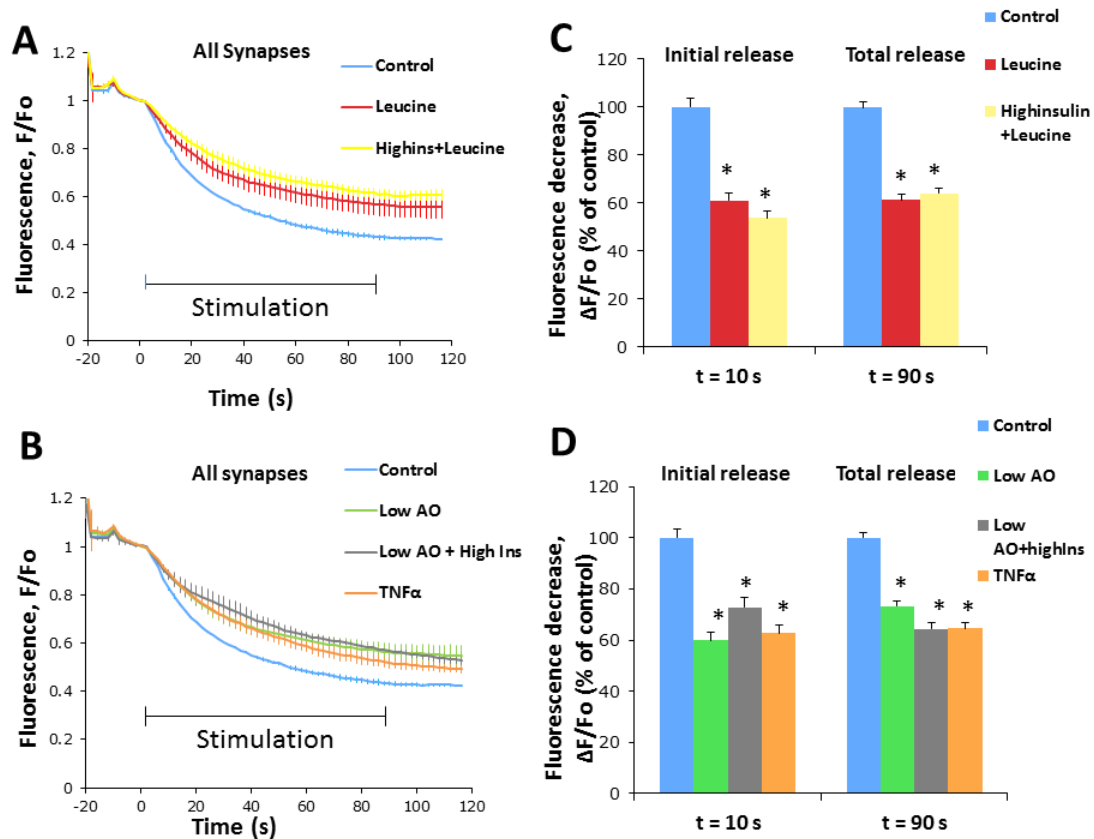 A
All Synapses
Control
Leucine
Highins+Leucine
Fluorescence, F/Fo
1.2
1
0.8
0.6
0.4
0.2
0
Stimulation
-20 0 20 40 60 80 100 120
Time (s)
B
All synapses
Control
Low AO
Low AO + High Ins
TNFα
Fluorescence, F/Fo
1.2
1
0.8
0.6
0.4
0.2
0
Stimulation
-20 0 20 40 60 80 100 120
Time (s)
C
Control
Leucine
Highinsulin
+Leucine
Initial release Total release
Fluorescence decrease,
ΔF/Fo (% of control)
120
100
80
60
40
20
0
* * * *
t = 10 s t = 90 s
D
Control
Low AO
Low
AO+highIns
TNFα
Initial release Total release
Fluorescence decrease,
ΔF/Fo (% of control)
120
100
80
60
40
20
0
* * * * * *
t = 10 s t = 90 s